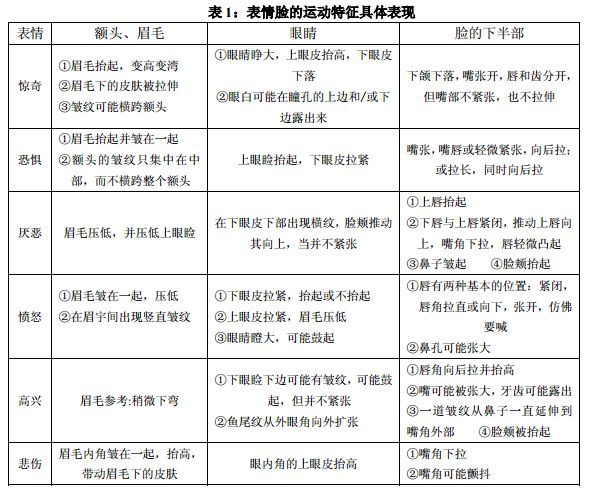 表 1：表情脸的运动特征具体表现
表情 额头、眉毛 眼睛 脸的下半部
惊奇
①眉毛抬起，变高变湾
②眉毛下的皮肤被拉伸
③皱纹可能横跨额头
①眼睛睁大，上眼皮抬高，下眼皮
下落
②眼白可能在瞳孔的上边和/或下
边露出来
下颌下落，嘴张开，唇和齿分开，
但嘴部不紧张，也不拉伸
恐惧
①眉毛抬起并皱在一起
②额头的皱纹只集中在中
部，而不横跨整个额头
上眼睑抬起，下眼皮拉紧
嘴张，嘴唇或轻微紧张，向后拉；
或拉长，同时向后拉
厌恶
眉毛压低，并压低上眼睑
在下眼皮下部出现横纹，脸颊推动
其向上，当并不紧张
①上唇抬起
②下唇与上唇紧闭，推动上唇向
上，嘴角下拉，唇轻微凸起
③鼻子皱起 ④脸颊抬起
愤怒
①眉毛皱在一起，压低
②在眉宇间出现竖直皱纹
①下眼皮拉紧，抬起或不抬起
②上眼皮拉紧，眉毛压低
③眼睛瞪大，可能鼓起
①唇有两种基本的位置：紧闭，
唇角拉直或向下，张开，仿佛
要喊
②鼻孔可能张大
高兴
眉毛参考:稍微下弯
①下眼睑下边可能有皱纹，可能鼓
起，但并不紧张
②鱼尾纹从外眼角向外扩张
①唇角向后拉并抬高
②嘴可能被张大，牙齿可能露出
③一道皱纹从鼻子一直延伸到
嘴角外部 ④脸颊被抬起
悲伤
眉毛内角皱在一起，抬高，
带动眉毛下的皮肤
眼内角的上眼皮抬高
①嘴角下拉
②嘴角可能颤抖